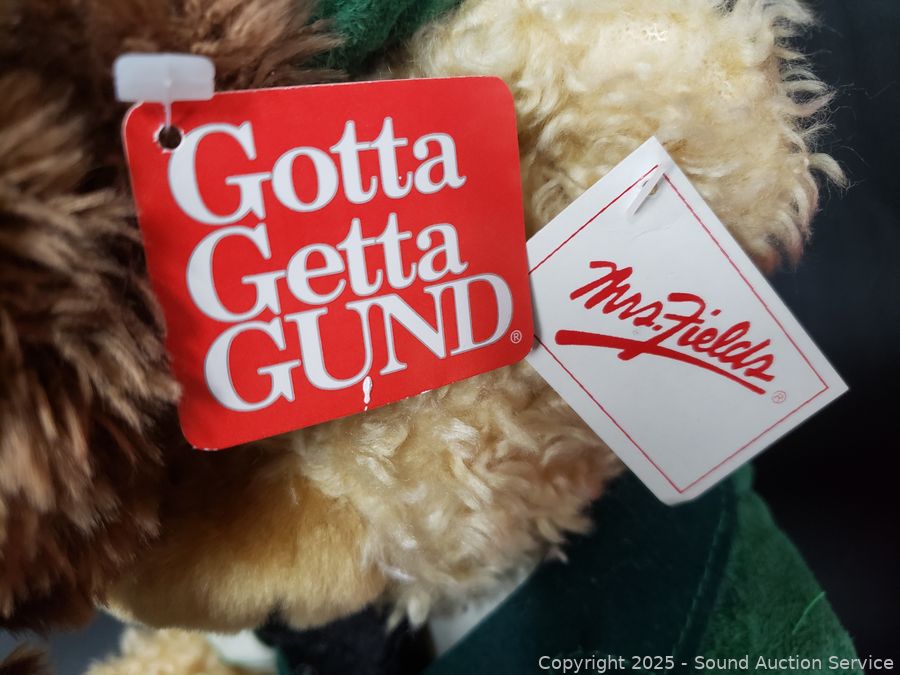 Gotta
Getta
GUND®
Mrs. Fields®
Copyright 2025 - Sound Auction Service